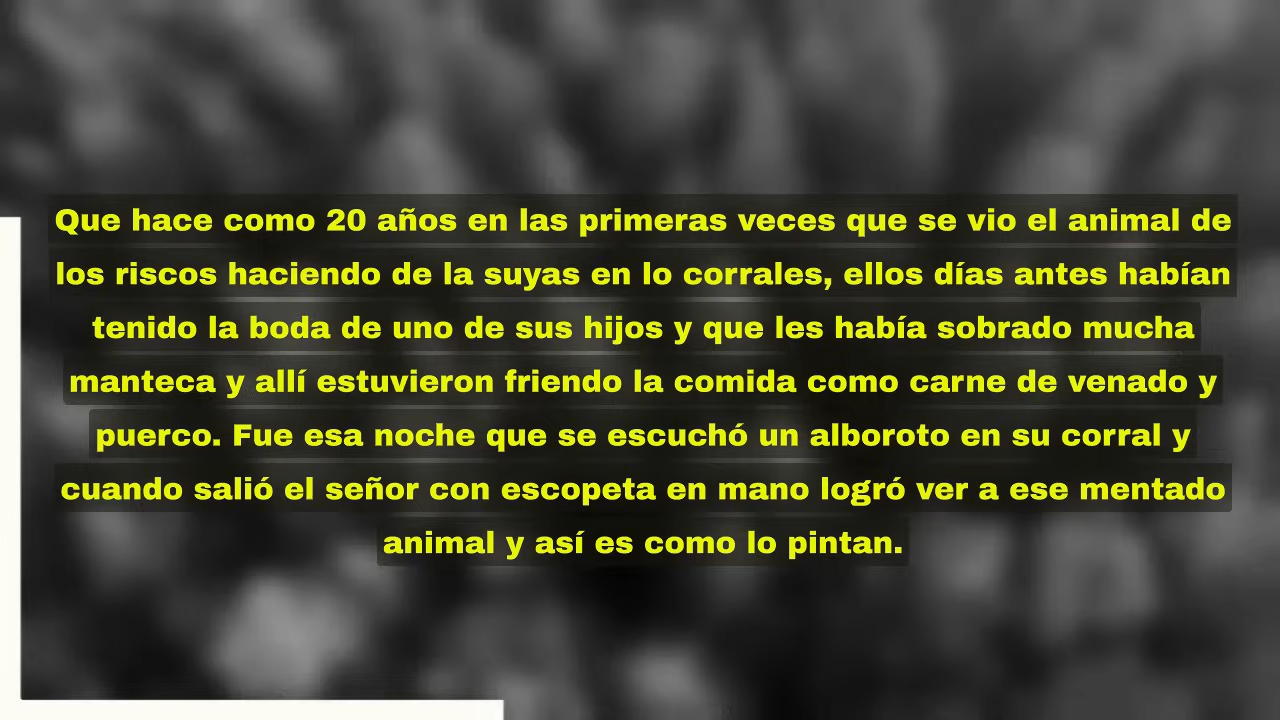 Que hace como 20 años en las primeras veces que se vio el animal de
los riscos haciendo de la suyas en lo corrales, ellos días antes habían
tenido la boda de uno de sus hijos y que les había sobrado mucha
manteca y allí estuvieron friendo la comida como carne de venado y
puerco. Fue esa noche que se escuchó un alboroto en su corral y
cuando salió el señor con escopeta en mano logró ver a ese mentado
animal y así es como lo pintan.